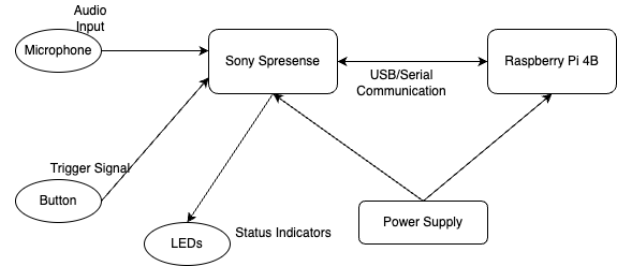 Audio
Input
Microphone
Sony Spresense
USB/Serial
Communication
Raspberry Pi 4B
Trigger Signal
Button
LEDs
Status Indicators
Power Supply